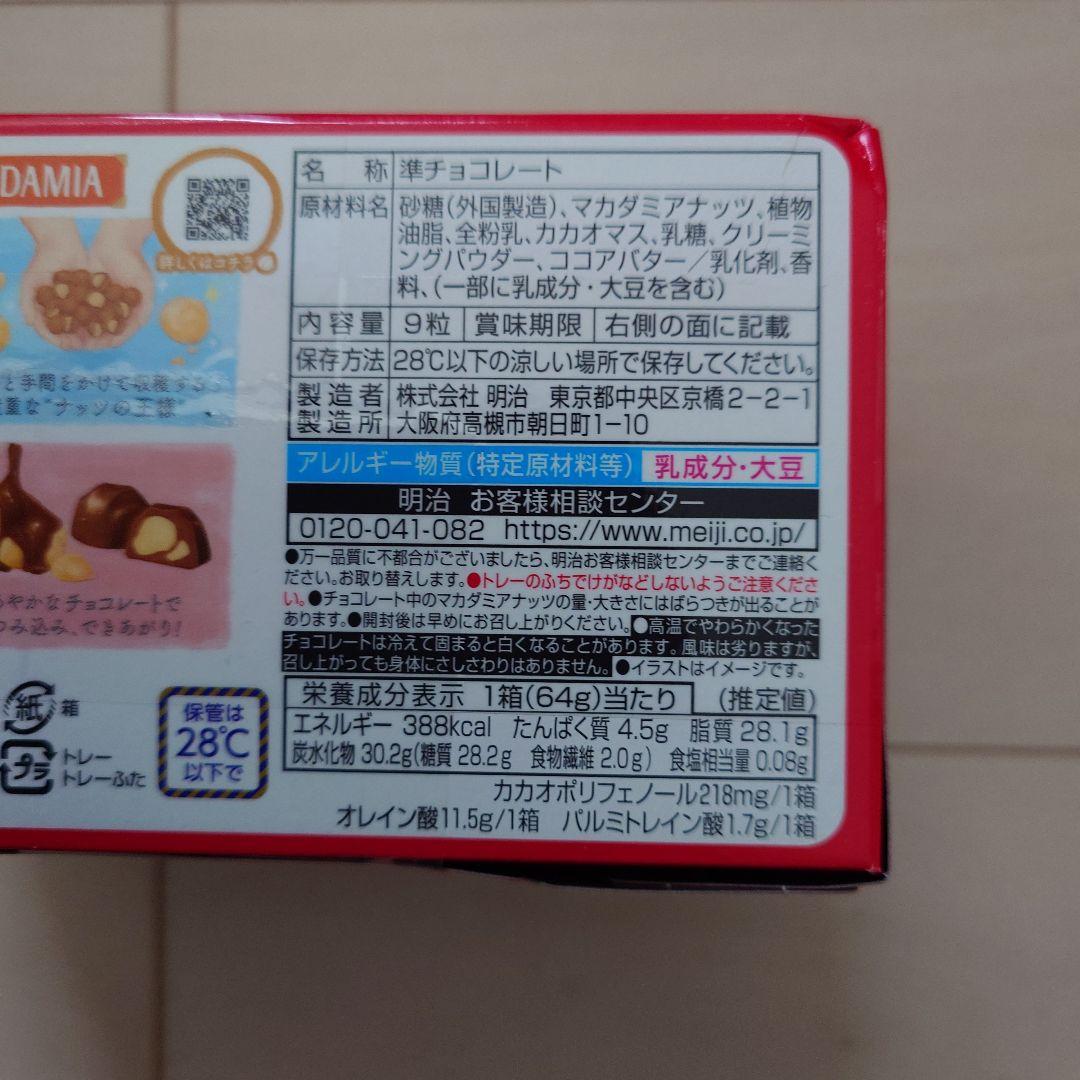 DAMIA
詳しくはコチラ
と手間をかけて収穫する
重な"ナッツの王様"
やかなチョコレートで
つみ込み、できあがり!
紙 箱
プラ トレー
トレーふた
保管は
28℃
以下で
名称 準チョコレート
原材料名 砂糖(外国製造)、マカダミアナッツ、植物
油脂、全粉乳、カカオマス、乳糖、クリーミ
ングパウダー、ココアバター/乳化剤、香
料、(一部に乳成分・大豆を含む)
内容量 9粒 賞味期限 右側の面に記載
保存方法 28℃以下の涼しい場所で保存してください。
製造者 株式会社 明治 東京都中央区京橋2-2-1
製造所 大阪府高槻市朝日町1-10
アレルギー物質(特定原材料等) 乳成分・大豆
明治 お客様相談センター
0120-041-082 https://www.meiji.co.jp/
●万一品質に不都合がございましたら、明治お客様相談センターまでご連絡く
ださい。お取り替えします。●トレーのふちでけがなどしないようご注意くださ
い。●チョコレート中のマカダミアナッツの量・大きさにはばらつきが出ることが
あります。●開封後は早めにお召し上がりください。●高温でやわらかくなった
チョコレートは冷えて固まると白くなることがあります。風味は劣りますが、
召し上がっても身体にさしさわりはありません。●イラストはイメージです。
栄養成分表示 1箱(64g)当たり (推定値)
エネルギー 388kcal たんぱく質 4.5g 脂質 28.1g
炭水化物 30.2g(糖質 28.2g 食物繊維 2.0g) 食塩相当量 0.08g
カカオポリフェノール218mg/1箱
オレイン酸11.5g/1箱 パルミトレイン酸1.7g/1箱